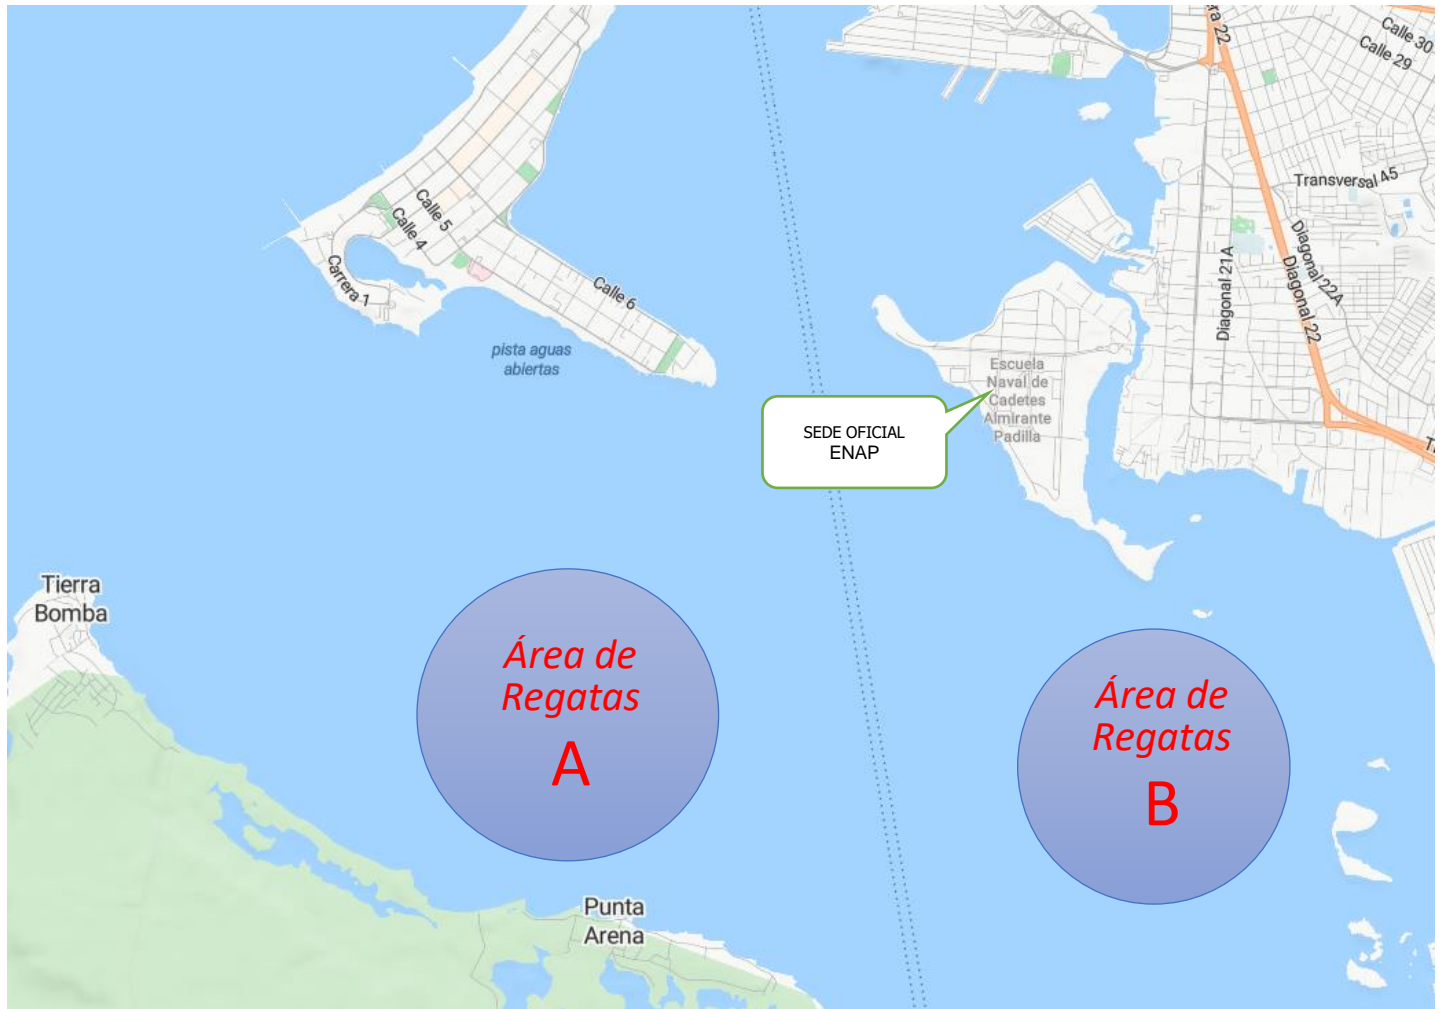 ra 22
Calle 30
Calle 29
Transversal 45
Calle 5
Calle 4
Carrera 1
Calle 6
Diagonal 21A
Diagonal 22A
Diagonal 22
pista aguas
abiertas
Escuela
Naval de
Cadetes
Almirante
Padilla
SEDE OFICIAL
ENAP
Tierra
Bomba
Área de
Regatas
A
Área de
Regatas
B
Punta
Arena